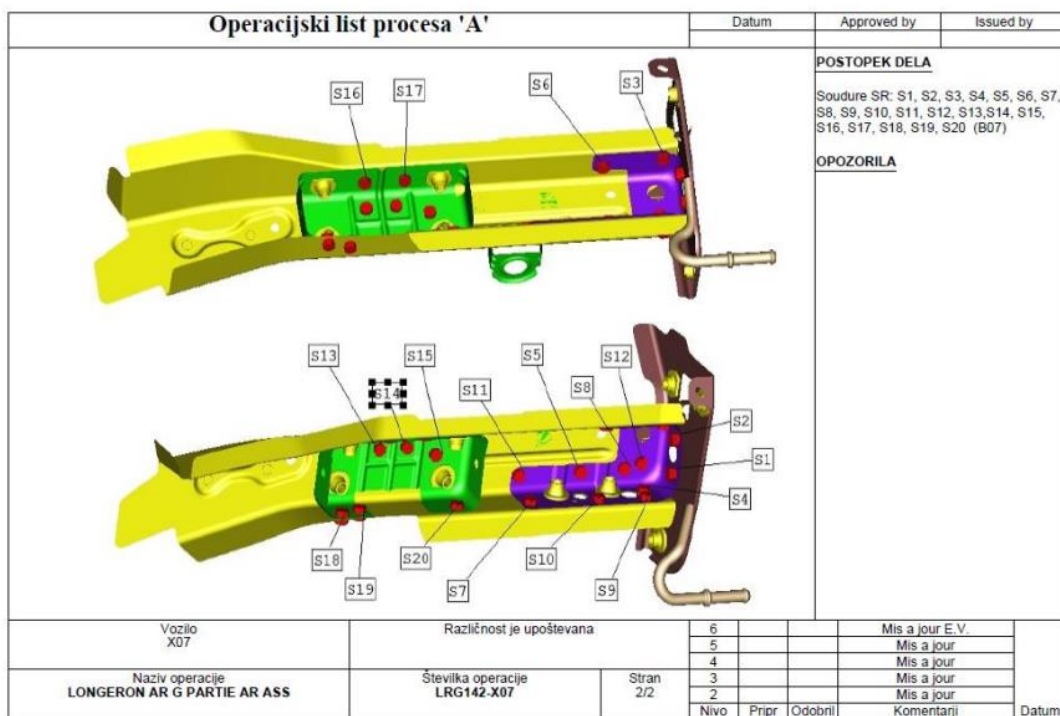 Operacijski list procesa 'A'
Datum
Approved by
Issued by
POSTOPEK DELA
Soudure SR: S1, S2, S3, S4, S5, S6, S7,
S8, S9, S10, S11, S12, S13,S14, S15,
S16, S17, S18, S19, S20 (B07)
OPOZORILA
S16
S17
S6
S3
S13
S14
S15
S11
S5
S8
S12
S2
S1
S4
S18
S19
S20
S7
S10
S9
Vozilo
X07
Različnost je upoštevana
Naziv operacije
LONGERON AR G PARTIE AR ASS
Številka operacije
LRG142-X07
Stran
2/2
6 Mis a jour E.V.
5 Mis a jour
4 Mis a jour
3 Mis a jour
2 Mis a jour
Nivo Pripr Odobril Komentarji Datum